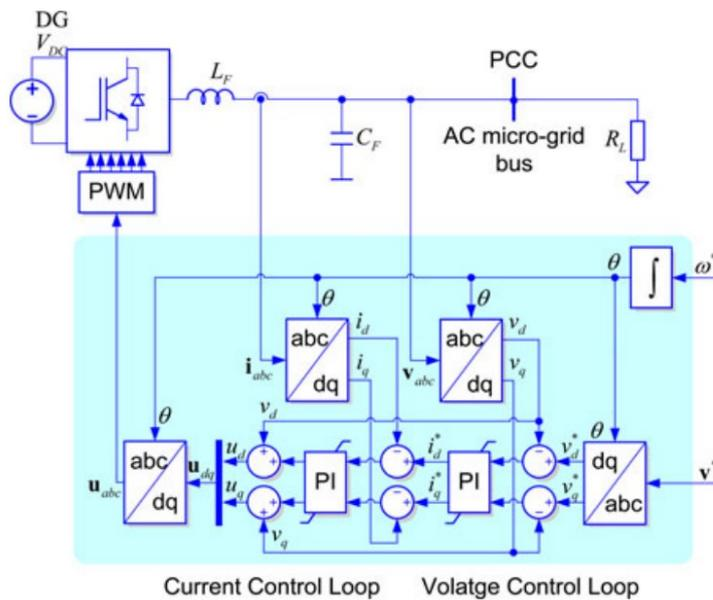 DG
V_DC
L_F
PCC
C_F
AC micro-grid
bus
R_L
PWM
θ
θ
θ
θ
∫
ω*
i_abc
abc
dq
i_d
i_q
v_abc
abc
dq
v_d
v_q
v_d
θ
u_abc
abc
dq
u_dq
u_d
u_q
PI
i_d*
i_q*
PI
v_d*
v_q*
θ
dq
abc
v_q
Current Control Loop
Volatge Control Loop